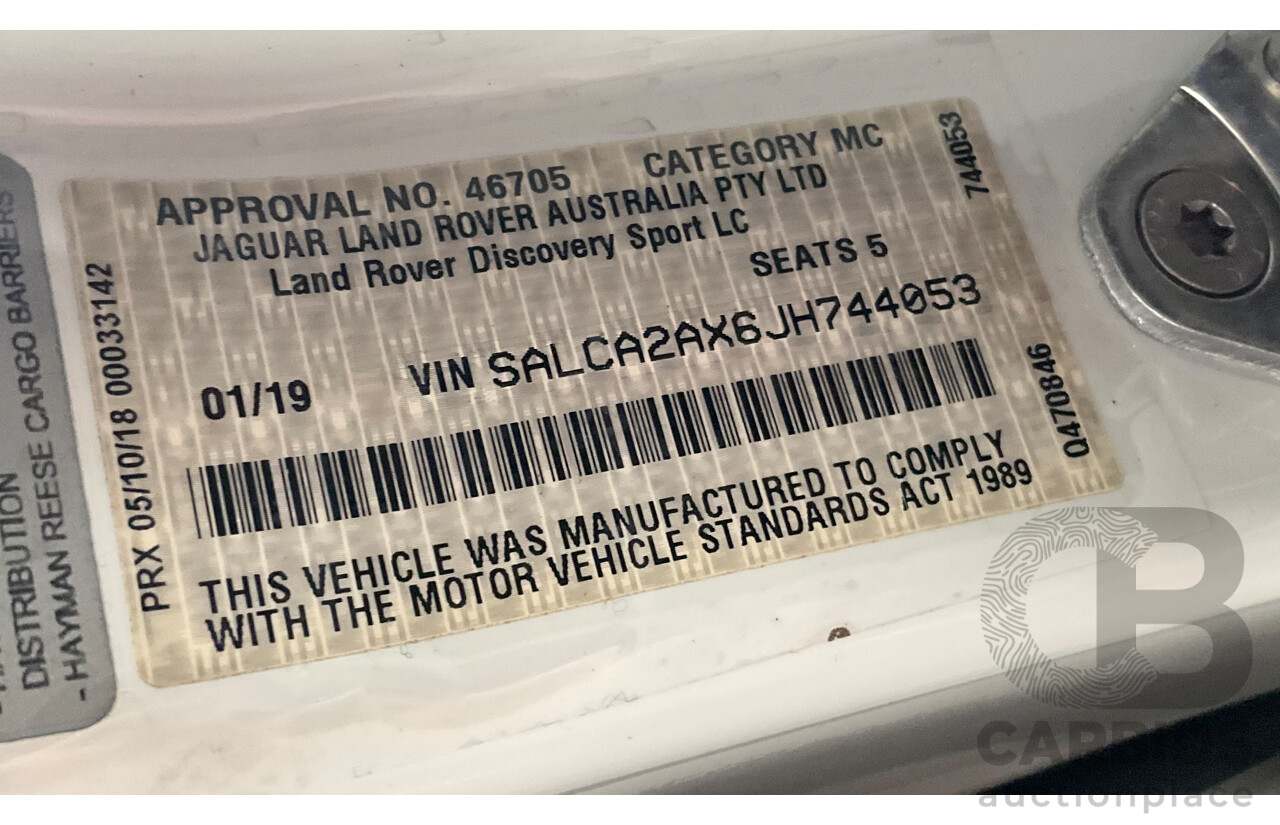 APPROVAL NO. 46705 CATEGORY MC
JAGUAR LAND ROVER AUSTRALIA PTY LTD
Land Rover Discovery Sport LC
SEATS 5
01/19 VIN SALCA2AX6JH744053
THIS VEHICLE WAS MANUFACTURED TO COMPLY
WITH THE MOTOR VEHICLE STANDARDS ACT 1989
PRX 05/10/18 00033142
744053
Q470846
DISTRIBUTION
- HAYMAN REESE CARGO BARRIERS
CB
auctionplace